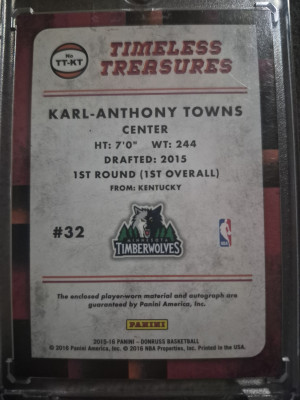 No
TT-KT
TIMELESS
TREASURES
KARL-ANTHONY TOWNS
CENTER
HT: 7'0" WT: 244
DRAFTED: 2015
1ST ROUND (1ST OVERALL)
FROM: KENTUCKY
#32
MINNESOTA
TIMBERWOLVES
NBA
The enclosed player-worn material and autograph are
guaranteed by Panini America, Inc.
PANINI
2015-16 PANINI - DONRUSS BASKETBALL
© 2016 Panini America, Inc. © 2016 NBA Properties, Inc. Printed in the USA.